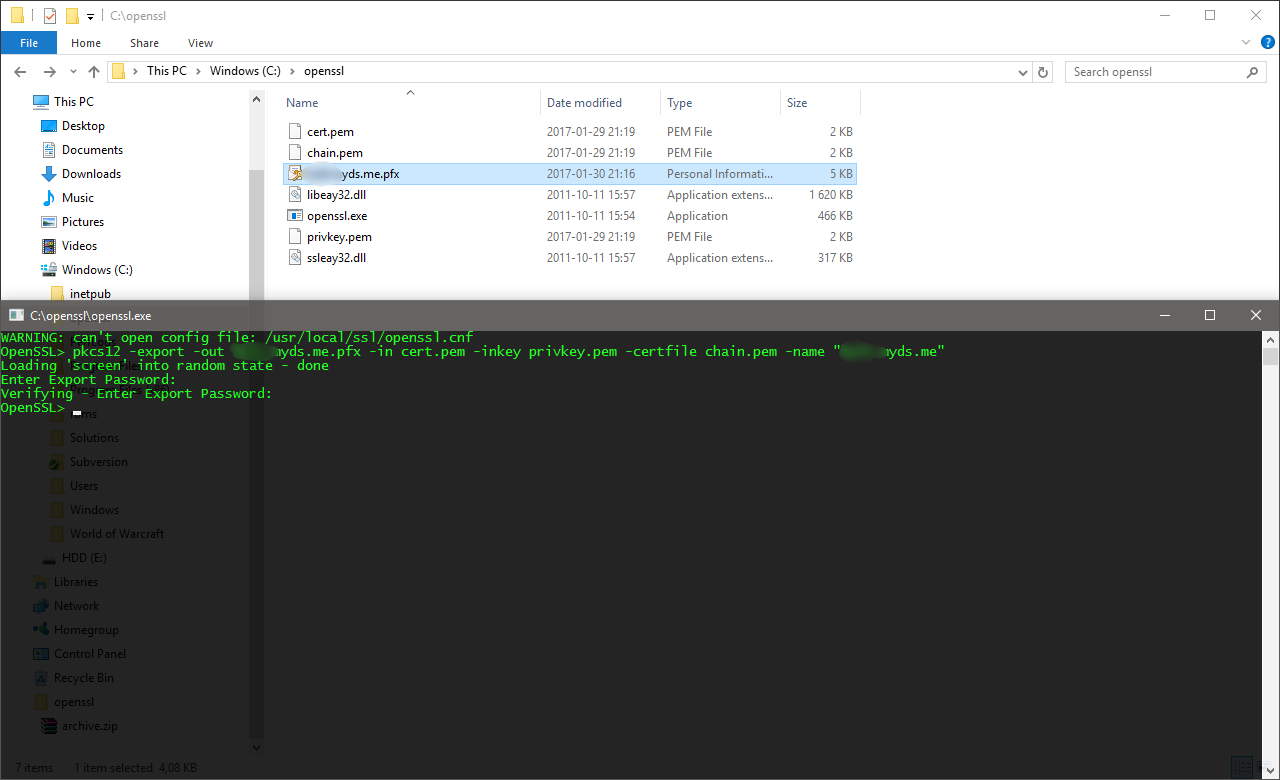 C:\openssl
File Home Share View
This PC Windows (C:) openssl
Search openssl
This PC
Desktop
Documents
Downloads
Music
Pictures
Videos
Windows (C:)
inetpub
Name Date modified Type Size
cert.pem 2017-01-29 21:19 PEM File 2 KB
chain.pem 2017-01-29 21:19 PEM File 2 KB
yds.me.pfx 2017-01-30 21:16 Personal Informati... 5 KB
libeay32.dll 2011-10-11 15:57 Application extens... 1 620 KB
openssl.exe 2011-10-11 15:54 Application 466 KB
privkey.pem 2017-01-29 21:19 PEM File 2 KB
ssleay32.dll 2011-10-11 15:57 Application extens... 317 KB
C:\openssl\openssl.exe
WARNING: can't open config file: /usr/local/ssl/openssl.cnf
OpenSSL> pkcs12 -export -out yds.me.pfx -in cert.pem -inkey privkey.pem -certfile chain.pem -name "yds.me"
Loading 'screen' into random state - done
Enter Export Password:
Verifying - Enter Export Password:
OpenSSL>
Solutions
Subversion
Users
Windows
World of Warcraft
HDD (E:)
Libraries
Network
Homegroup
Control Panel
Recycle Bin
openssl
archive.zip
7 items 1 item selected 4,08 KB